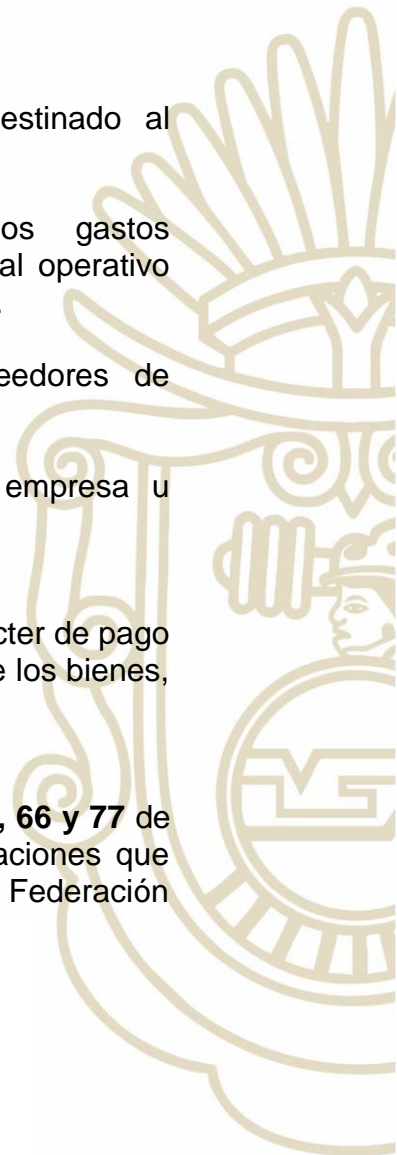 estinado al
os gastos
al operativo
.
eedores de
empresa u
cter de pago
e los bienes,
, 66 y 77 de
aciones que
Federación